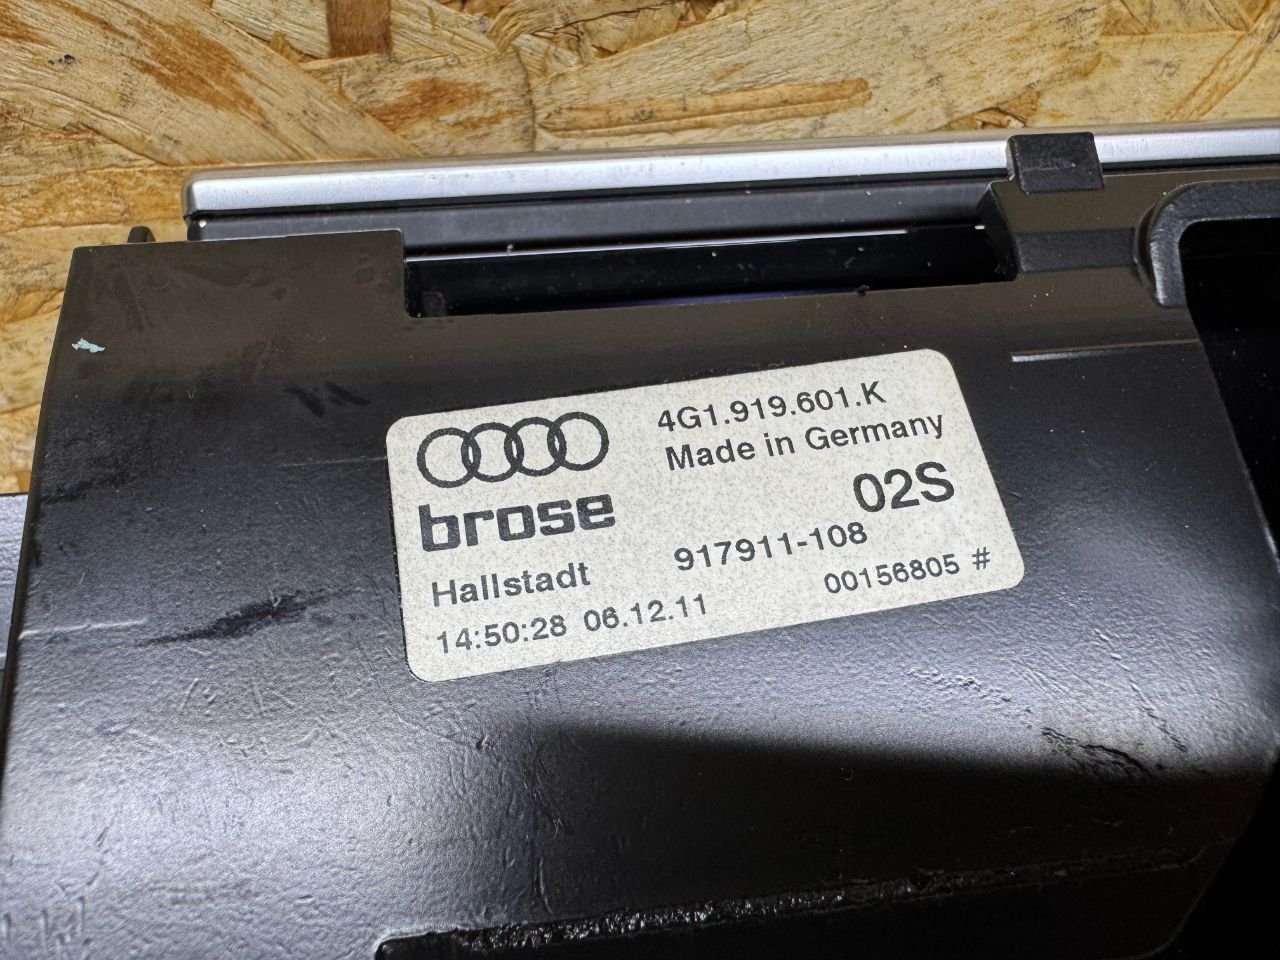 4G1.919.601.K
Made in Germany
02S
brose
Hallstadt 917911-108
14:50:28 06.12.11 00156805 #